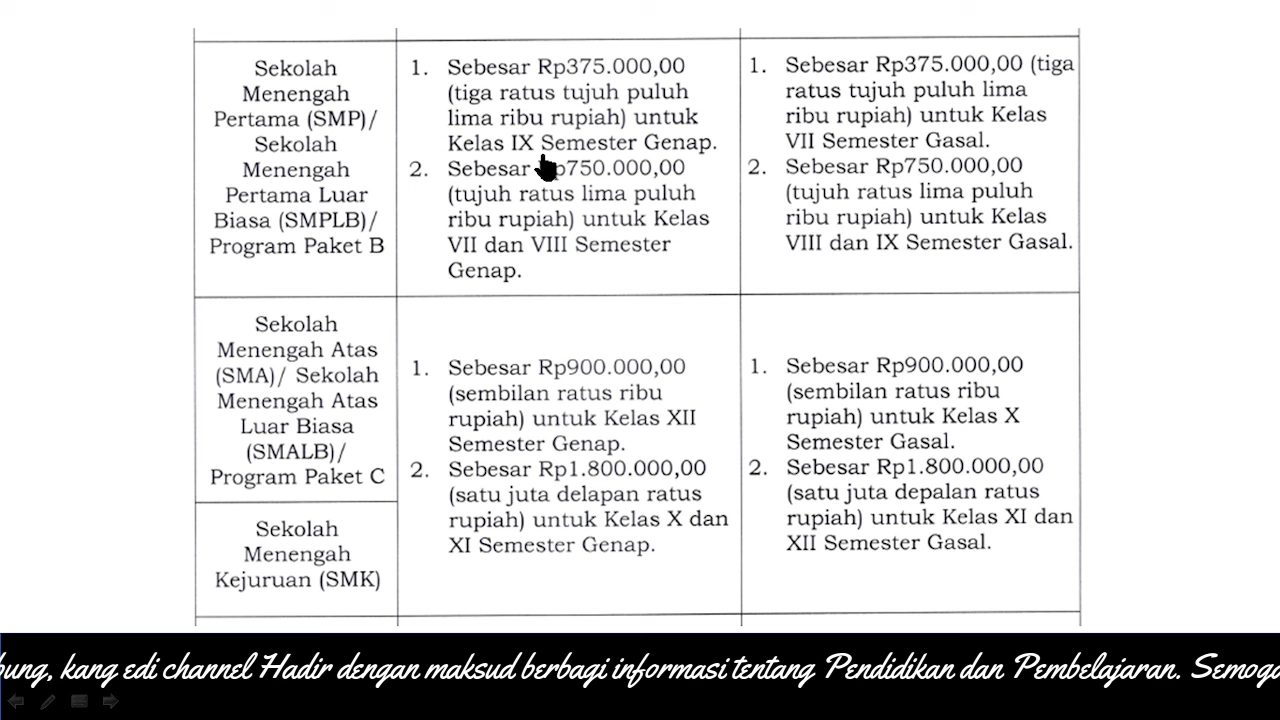 Sekolah
Menengah
Pertama (SMP)/
Sekolah
Menengah
Pertama Luar
Biasa (SMPLB)/
Program Paket B
1. Sebesar Rp375.000,00
(tiga ratus tujuh puluh
lima ribu rupiah) untuk
Kelas IX Semester Genap.
2. Sebesar Rp750.000,00
(tujuh ratus lima puluh
ribu rupiah) untuk Kelas
VII dan VIII Semester
Genap.
1. Sebesar Rp375.000,00 (tiga
ratus tujuh puluh lima
ribu rupiah) untuk Kelas
VII Semester Gasal.
2. Sebesar Rp750.000,00
(tujuh ratus lima puluh
ribu rupiah) untuk Kelas
VIII dan IX Semester Gasal.
Sekolah
Menengah Atas
(SMA)/ Sekolah
Menengah Atas
Luar Biasa
(SMALB)/
Program Paket C
Sekolah
Menengah
Kejuruan (SMK)
1. Sebesar Rp900.000,00
(sembilan ratus ribu
rupiah) untuk Kelas XII
Semester Genap.
2. Sebesar Rp1.800.000,00
(satu juta delapan ratus
rupiah) untuk Kelas X dan
XI Semester Genap.
1. Sebesar Rp900.000,00
(sembilan ratus ribu
rupiah) untuk Kelas X
Semester Gasal.
2. Sebesar Rp1.800.000,00
(satu juta depalan ratus
rupiah) untuk Kelas XI dan
XII Semester Gasal.
kang edi channel Hadir dengan maksud berbagi informasi tentang Pendidikan dan Pembelajaran. Semoga